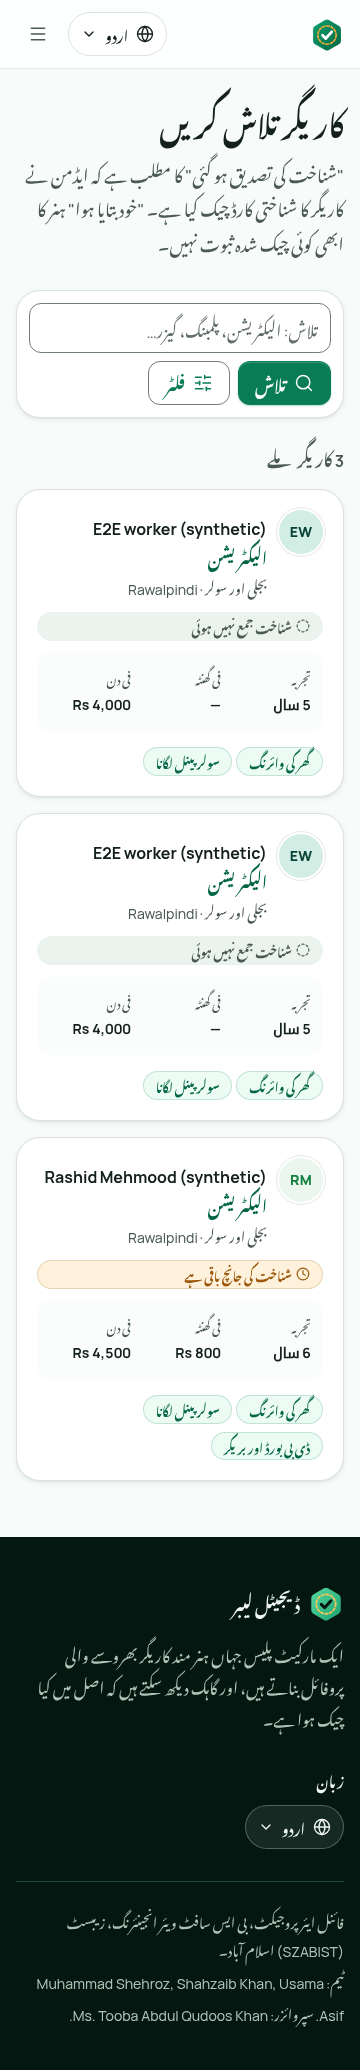 اردو
کاریگر تلاش کریں
"شناخت کی تصدیق ہو گئی" کا مطلب ہے کہ ایڈمن نے
کاریگر کا شناختی کارڈ چیک کیا ہے۔ "خود بتایا ہوا" ہنر کا
ابھی کوئی چیک شدہ ثبوت نہیں۔
تلاش: الیکٹریشن، پلمبنگ، گیزر...
تلاش
فلٹر
3 کاریگر ملے
EW
E2E worker (synthetic)
الیکٹریشن
بجلی اور سولر · Rawalpindi
شناخت جمع نہیں ہوئی
تجربہ فی گھنٹہ فی دن
5 سال — Rs 4,000
گھر کی وائرنگ سولر پینل لگانا
EW
E2E worker (synthetic)
الیکٹریشن
بجلی اور سولر · Rawalpindi
شناخت جمع نہیں ہوئی
تجربہ فی گھنٹہ فی دن
5 سال — Rs 4,000
گھر کی وائرنگ سولر پینل لگانا
RM
Rashid Mehmood (synthetic)
الیکٹریشن
بجلی اور سولر · Rawalpindi
شناخت کی جانچ باقی ہے
تجربہ فی گھنٹہ فی دن
6 سال Rs 800 Rs 4,500
گھر کی وائرنگ سولر پینل لگانا
ڈی بی بورڈ اور بریکر
ڈیجیٹل لیبر
ایک مارکیٹ پلیس جہاں ہنر مند کاریگر بھروسے والی
پروفائل بناتے ہیں، اور گاہک دیکھ سکتے ہیں کہ اصل میں کیا
چیک ہوا ہے۔
زبان
اردو
فائنل ایئر پروجیکٹ، بی ایس سافٹ ویئر انجینئرنگ، زیبسٹ
(SZABIST) اسلام آباد۔
ٹیم: Muhammad Shehroz, Shahzaib Khan, Usama
Asif. سپروائزر: Ms. Tooba Abdul Qudoos Khan.